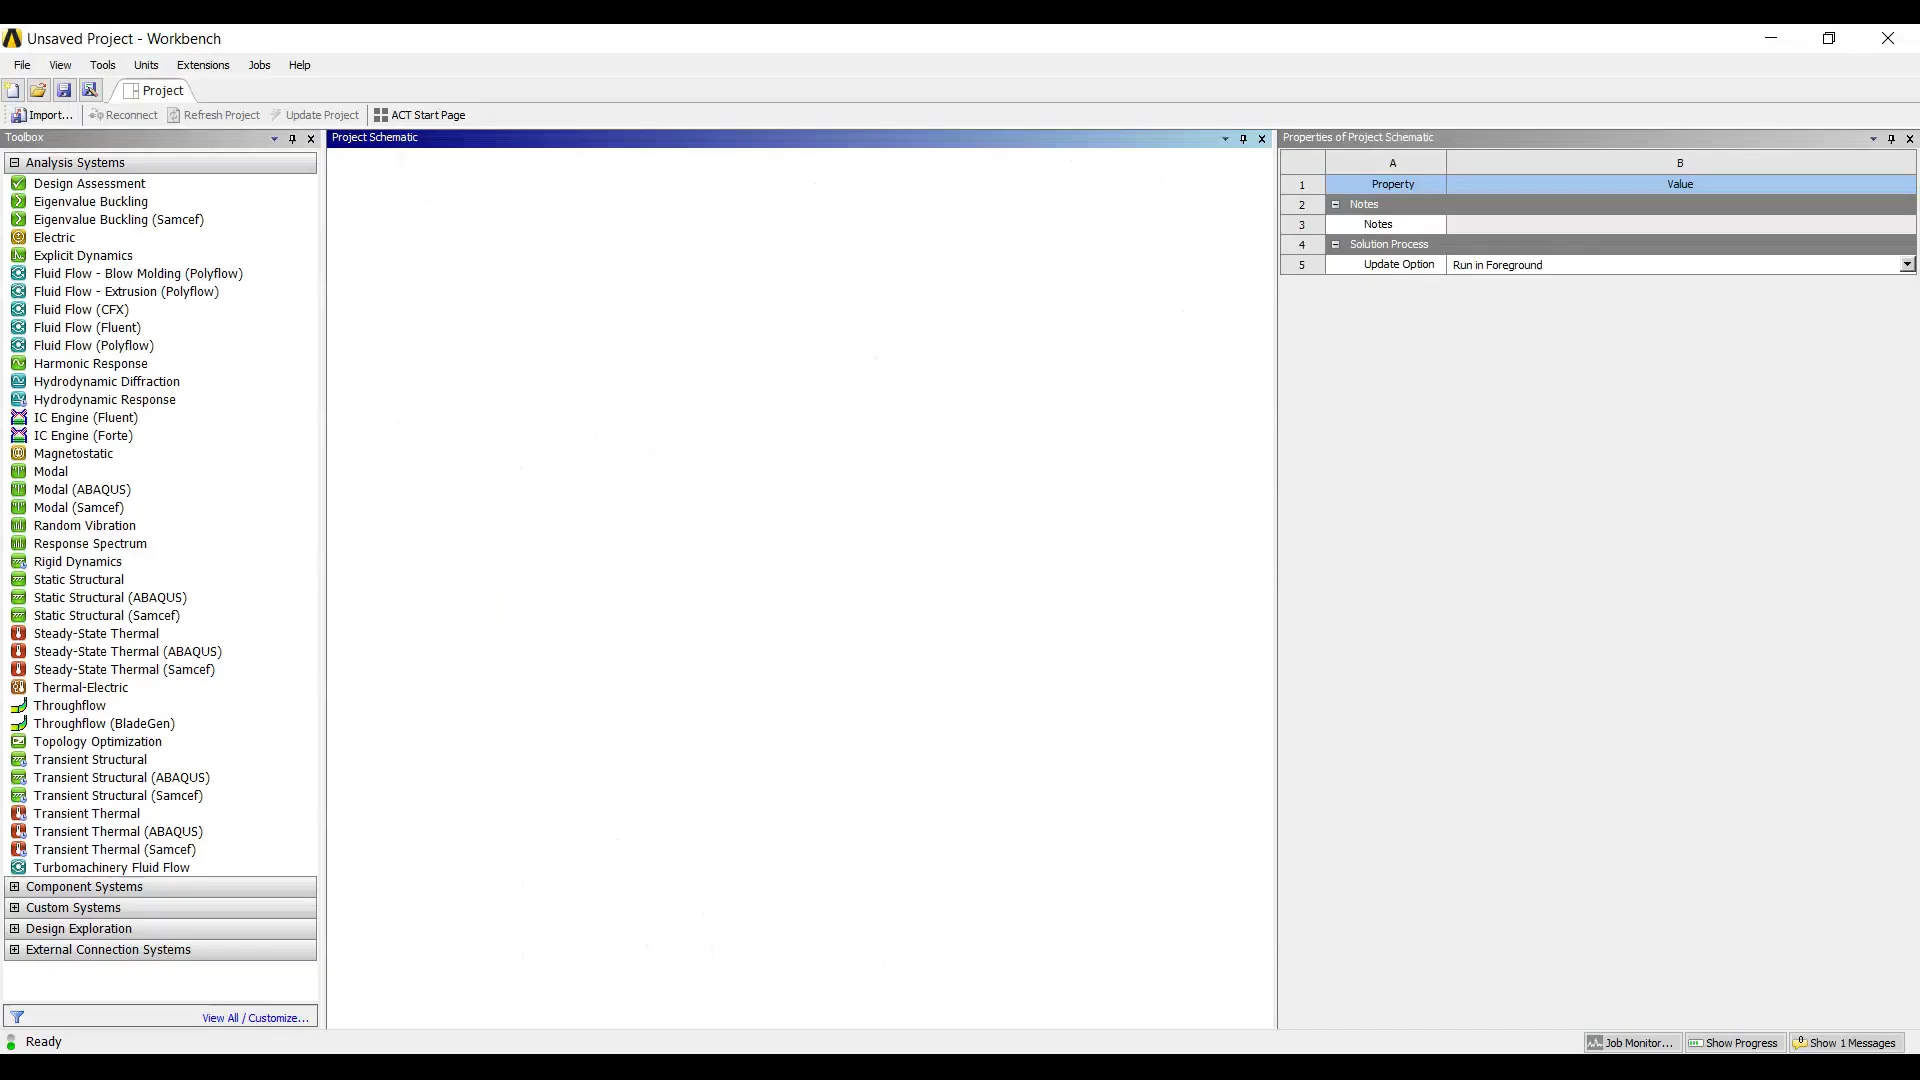 Unsaved Project - Workbench
File View Tools Units Extensions Jobs Help
Project
Import... Reconnect Refresh Project Update Project ACT Start Page
Toolbox
Analysis Systems
Design Assessment
Eigenvalue Buckling
Eigenvalue Buckling (Samcef)
Electric
Explicit Dynamics
Fluid Flow - Blow Molding (Polyflow)
Fluid Flow - Extrusion (Polyflow)
Fluid Flow (CFX)
Fluid Flow (Fluent)
Fluid Flow (Polyflow)
Harmonic Response
Hydrodynamic Diffraction
Hydrodynamic Response
IC Engine (Fluent)
IC Engine (Forte)
Magnetostatic
Modal
Modal (ABAQUS)
Modal (Samcef)
Random Vibration
Response Spectrum
Rigid Dynamics
Static Structural
Static Structural (ABAQUS)
Static Structural (Samcef)
Steady-State Thermal
Steady-State Thermal (ABAQUS)
Steady-State Thermal (Samcef)
Thermal-Electric
Throughflow
Throughflow (BladeGen)
Topology Optimization
Transient Structural
Transient Structural (ABAQUS)
Transient Structural (Samcef)
Transient Thermal
Transient Thermal (ABAQUS)
Transient Thermal (Samcef)
Turbomachinery Fluid Flow
Component Systems
Custom Systems
Design Exploration
External Connection Systems
View All / Customize...
Project Schematic
Properties of Project Schematic
A B
1 Property Value
2 Notes
3 Notes
4 Solution Process
5 Update Option Run in Foreground
Ready
Job Monitor... Show Progress Show 1 Messages